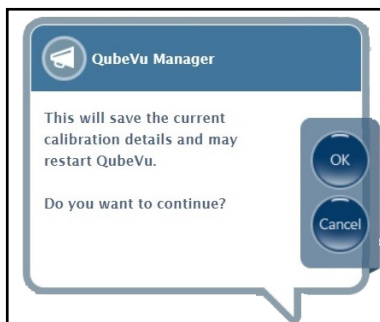 QubeVu Manager
This will save the current
calibration details and may
restart QubeVu.
Do you want to continue?
OK
Cancel